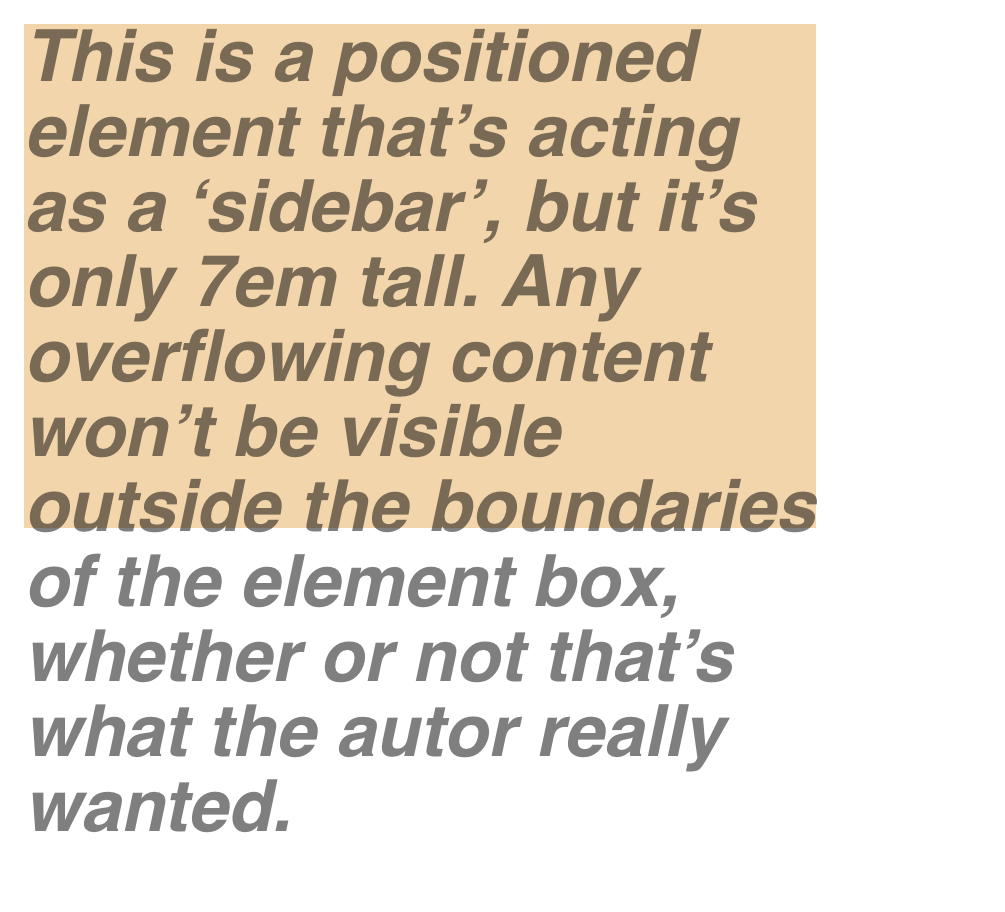 This is a positioned
element that’s acting
as a ‘sidebar’, but it’s
only 7em tall. Any
overflowing content
won’t be visible
outside the boundaries
of the element box,
whether or not that’s
what the autor really
wanted.